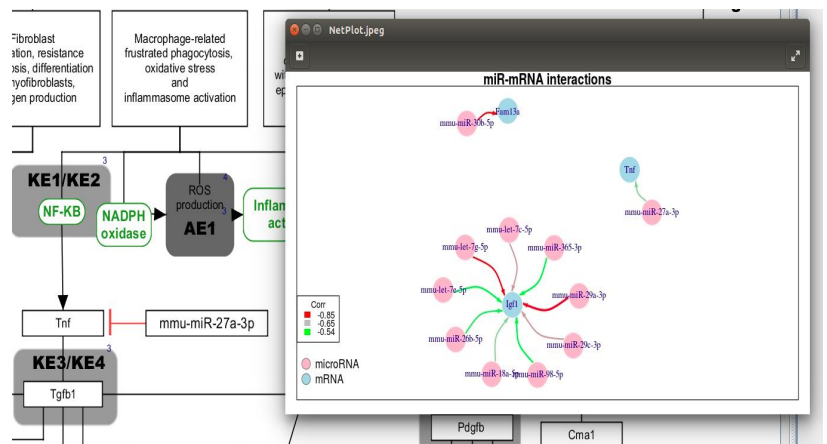 Fibroblast
ation, resistance
osis, differentiation
myofibroblasts,
gen production
Macrophage-related
frustrated phagocytosis,
oxidative stress
and
inflammasome activation
KE1/KE2
3
NF-KB
NADPH
oxidase
4
ROS
production
3
AE1
Inflam
act
Tnf
mmu-miR-27a-3p
KE3/KE4
3
Tgfb1
Pdgfb
Cma1
NetPlot.jpeg
miR-mRNA interactions
mmu-miR-30b-5p
Fam13a
Tnf
mmu-miR-27a-3p
mmu-let-7c-5p
mmu-let-7g-5p
mmu-miR-365-3p
mmu-let-7e-5p
Igf1
mmu-miR-29a-3p
mmu-miR-26b-5p
mmu-miR-29c-3p
mmu-miR-18a-5p
mmu-miR-98-5p
Corr
-0.85
-0.65
-0.54
microRNA
mRNA